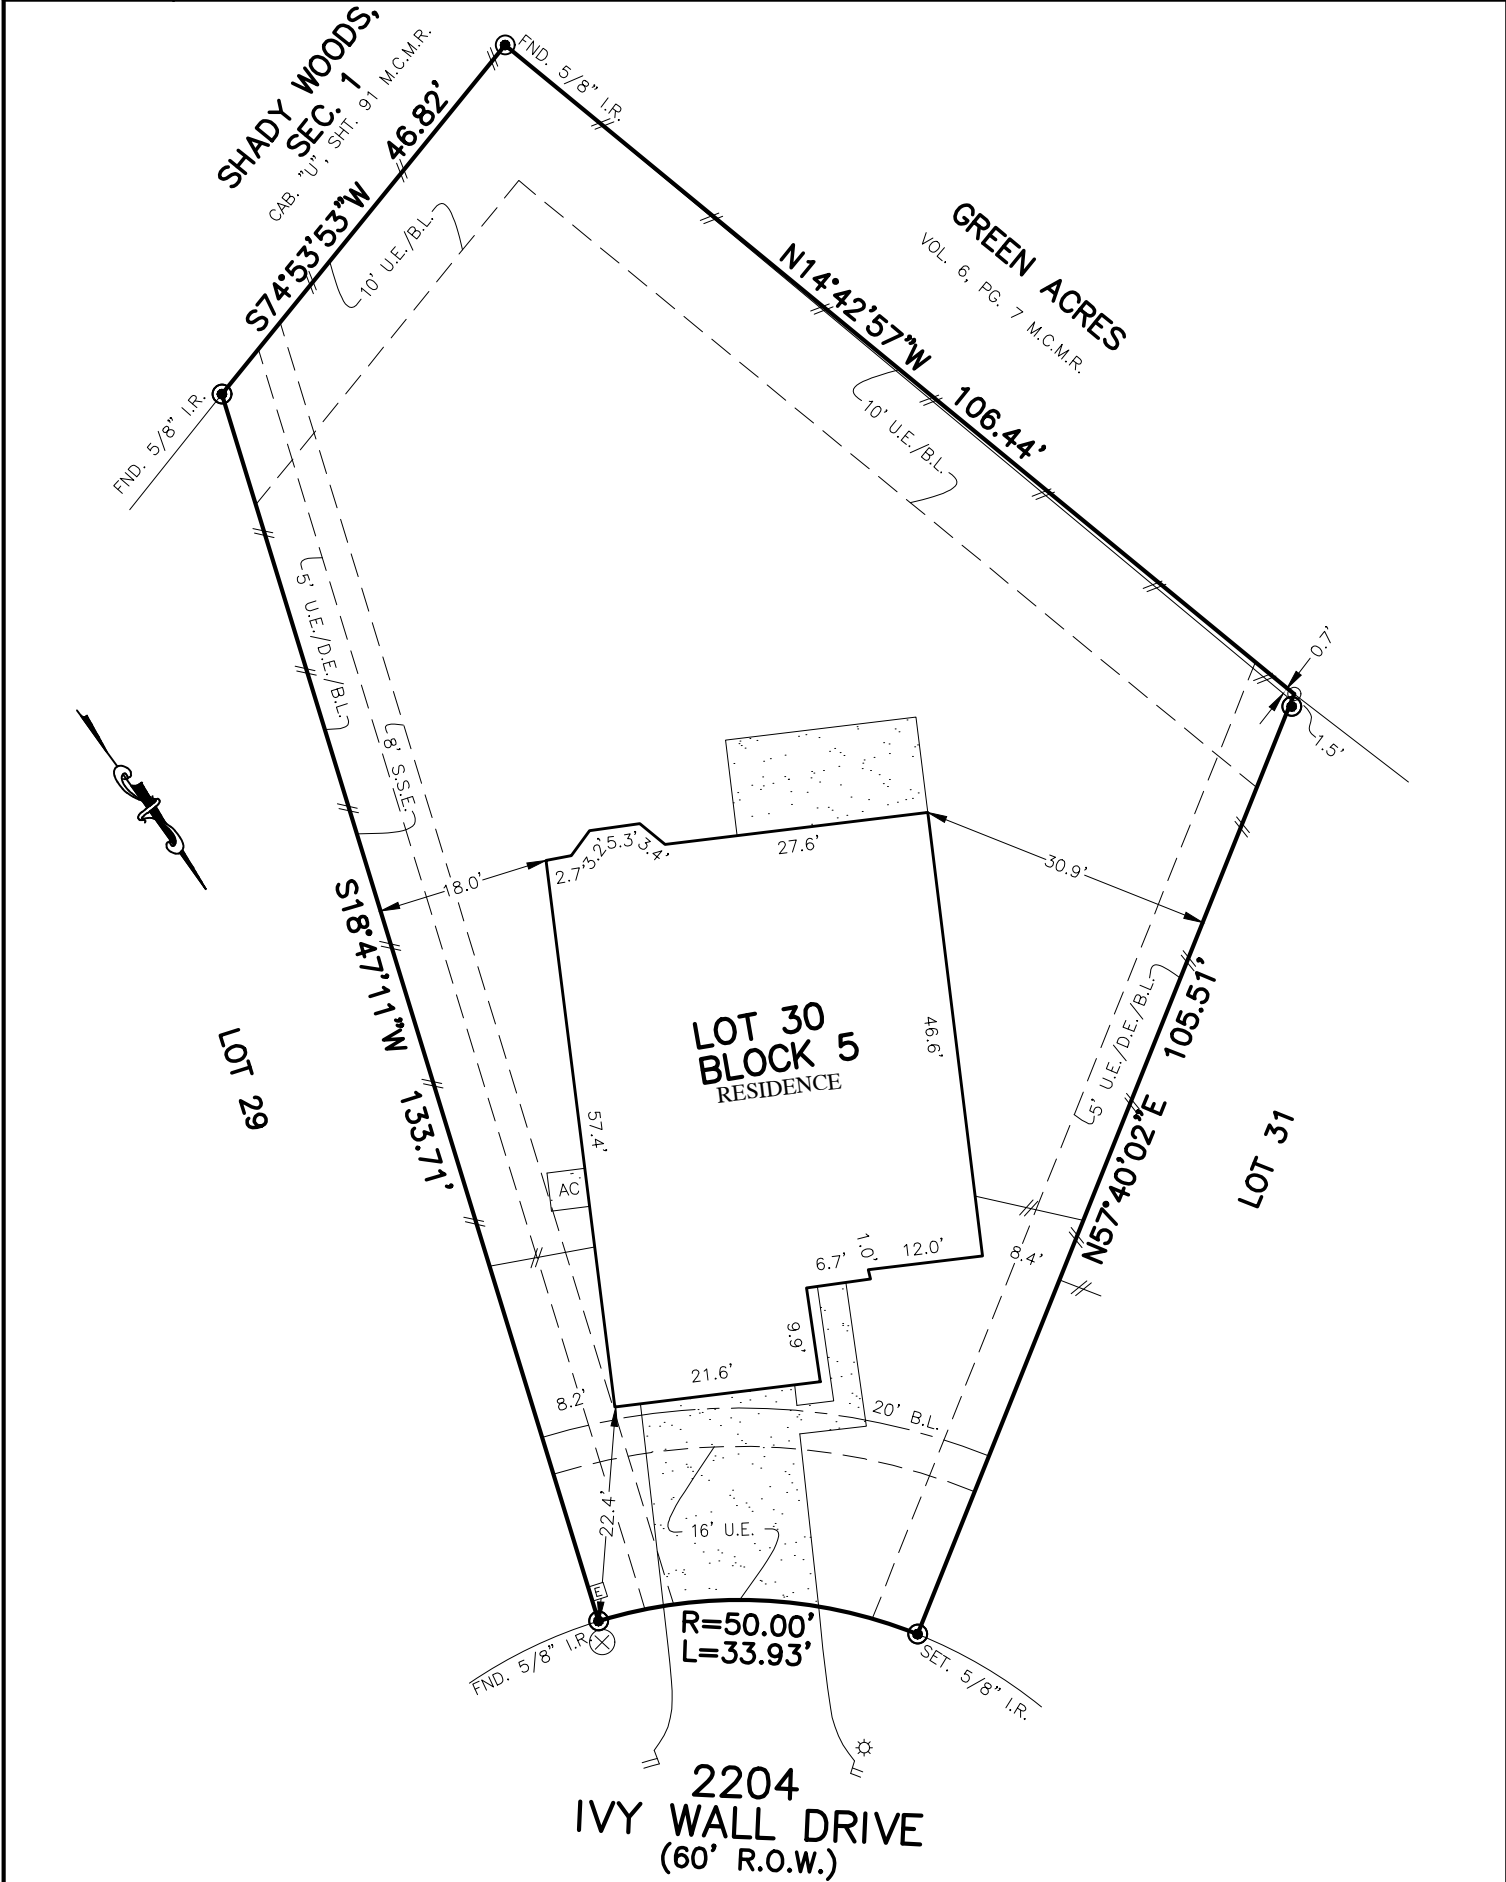 SHADY WOODS,
SEC. 1
CAB. "U", SHT. 91 M.C.M.R.
S74°53'53"W 46.82'
FND. 5/8" I.R.
10' U.E./B.L.
GREEN ACRES
VOL. 6, PG. 7 M.C.M.R.
N14°42'57"W 106.44'
10' U.E./B.L.
FND. 5/8" I.R.
5' U.E./D.E./B.L.
8' S.S.E.
0.7'
1.5'
18.0'
2.7'
3.2'
5.3'
3.4'
27.6'
30.9'
S18°47'11"W 133.71'
LOT 29
LOT 30
BLOCK 5
RESIDENCE
46.6'
57.4'
AC
5' U.E./D.E./B.L.
N57°40'02"E 105.51'
LOT 31
6.7'
1.0'
12.0'
8.4'
9.9'
21.6'
8.2'
20' B.L.
22.4'
16' U.E.
E
R=50.00'
L=33.93'
FND. 5/8" I.R.
SET. 5/8" I.R.
2204
IVY WALL DRIVE
(60' R.O.W.)